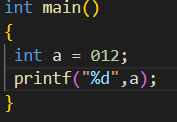 int main()
{
int a = 012;
printf("%d",a);
}